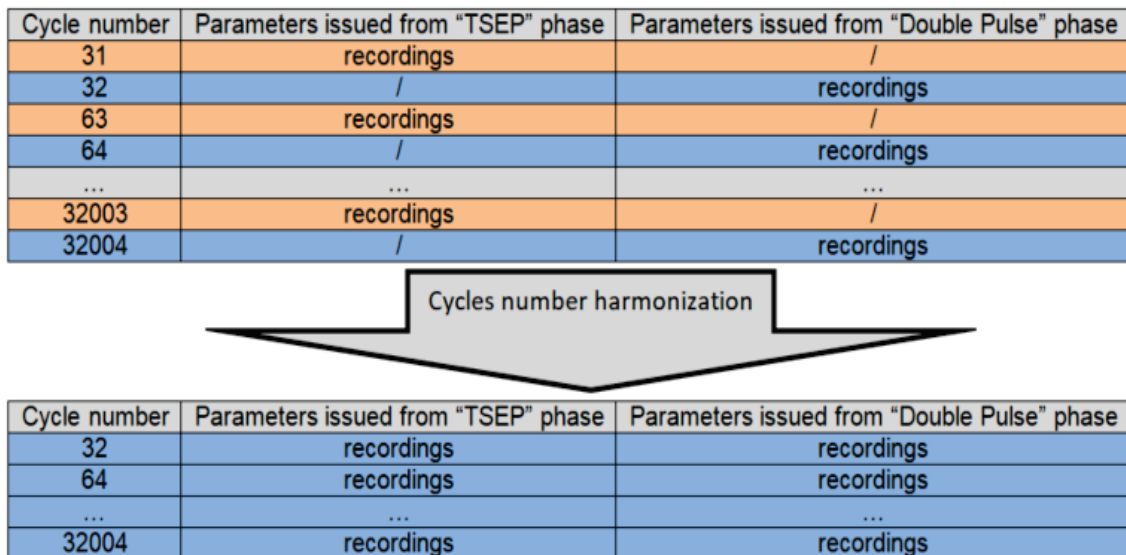 Cycle number Parameters issued from “TSEP” phase Parameters issued from “Double Pulse” phase
31 recordings /
32 / recordings
63 recordings /
64 / recordings
... ... ...
32003 recordings /
32004 / recordings
Cycles number harmonization
Cycle number Parameters issued from “TSEP” phase Parameters issued from “Double Pulse” phase
32 recordings recordings
64 recordings recordings
... ... ...
32004 recordings recordings